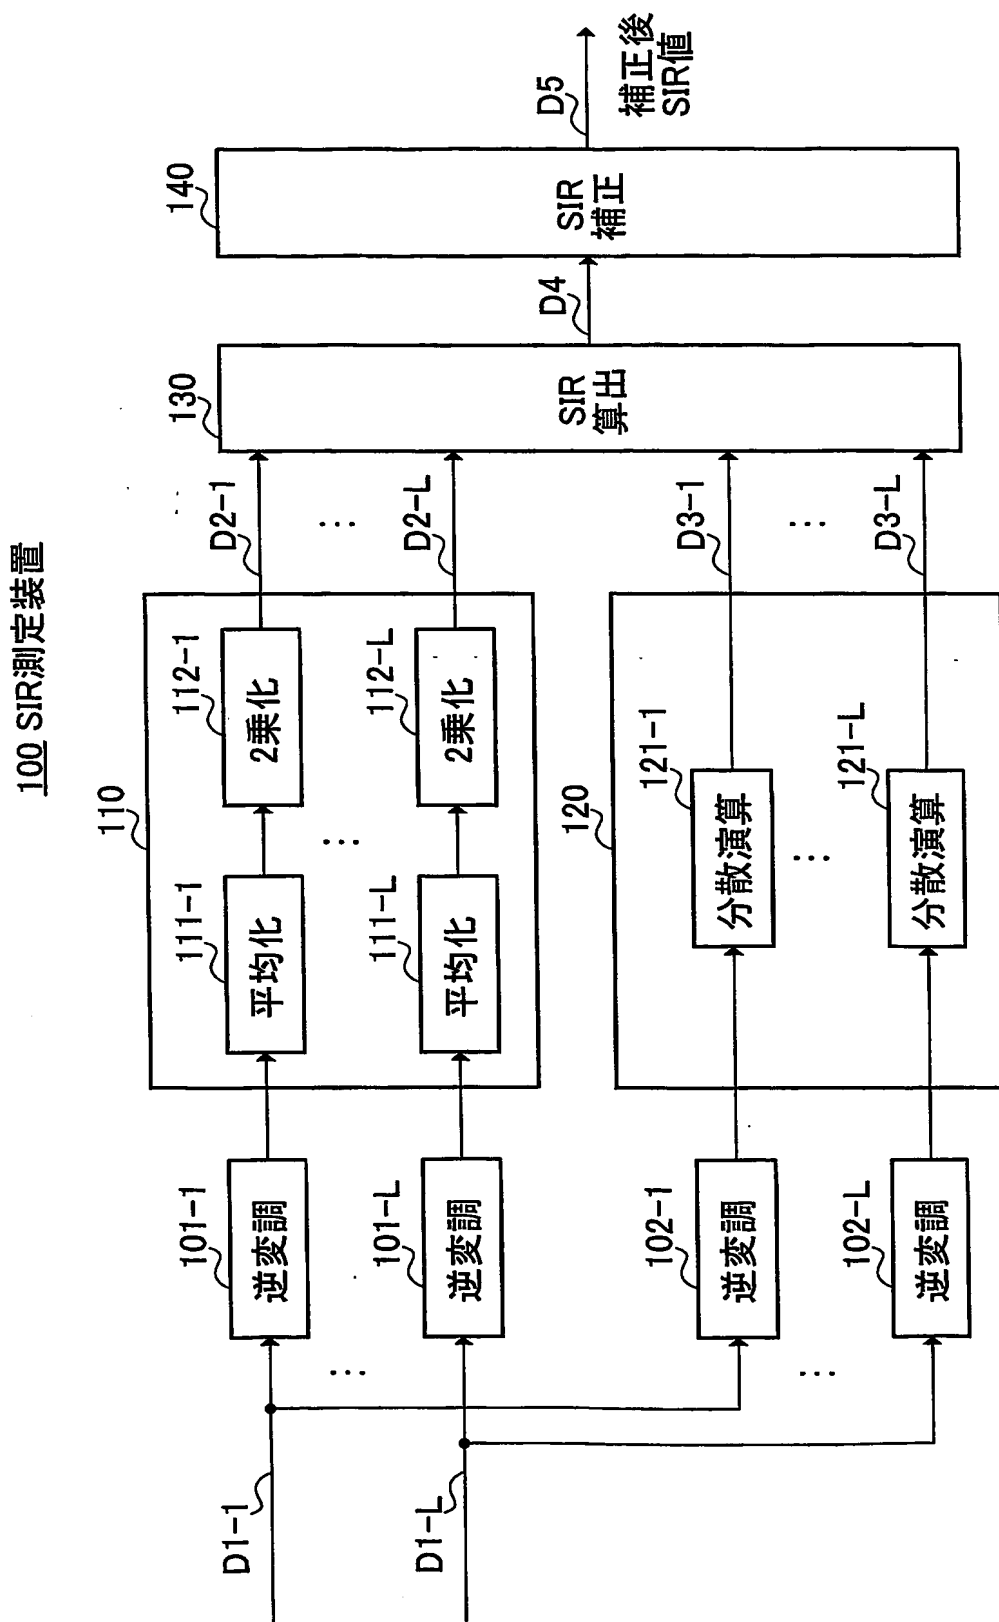 100 SIR測定装置
D1-1
D1-L
101-1
逆変調
...
101-L
逆変調
102-1
逆変調
...
102-L
逆変調
110
111-1
平均化
112-1
2乗化
...
111-L
平均化
112-L
2乗化
120
121-1
分散演算
...
121-L
分散演算
D2-1
...
D2-L
D3-1
...
D3-L
130
SIR
算出
D4
140
SIR
補正
D5
補正後
SIR値